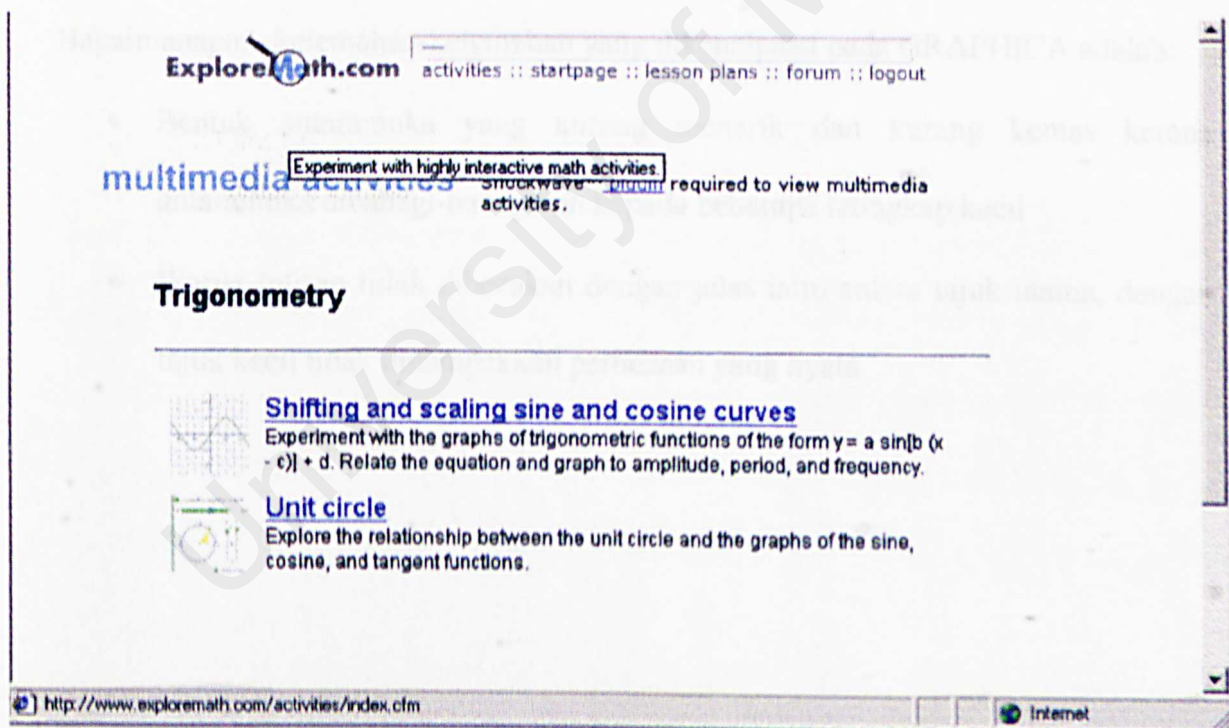 ExploreMath.com activities :: startpage :: lesson plans :: forum :: logout
Experiment with highly interactive math activities.
multimedia activities Shockwave plugin required to view multimedia
activities.
Trigonometry
Shifting and scaling sine and cosine curves
Experiment with the graphs of trigonometric functions of the form y = a sin[b (x
- c)] + d. Relate the equation and graph to amplitude, period, and frequency.
Unit circle
Explore the relationship between the unit circle and the graphs of the sine,
cosine, and tangent functions.
http://www.exploremath.com/activities/index.cfm Internet
University of